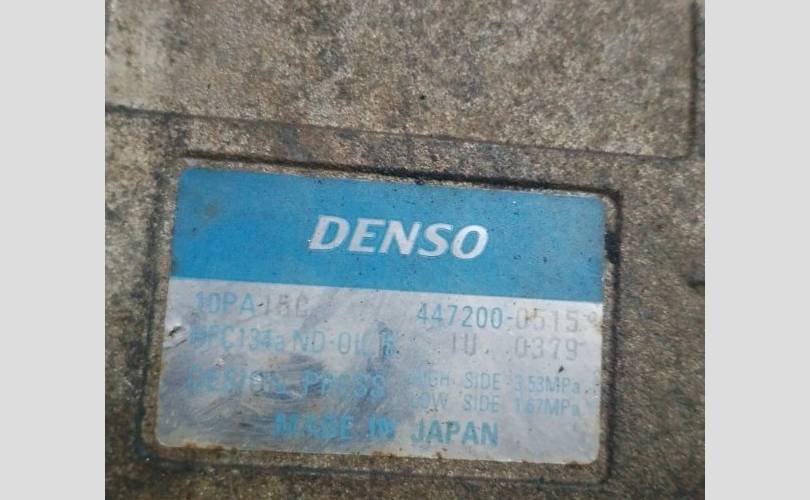 DENSO
10PA15C 447200-0515
HFC134a ND-OIL 8 IU 0379
DESIGN PRESS HIGH SIDE 3.53MPa
LOW SIDE 1.67MPa
MADE IN JAPAN